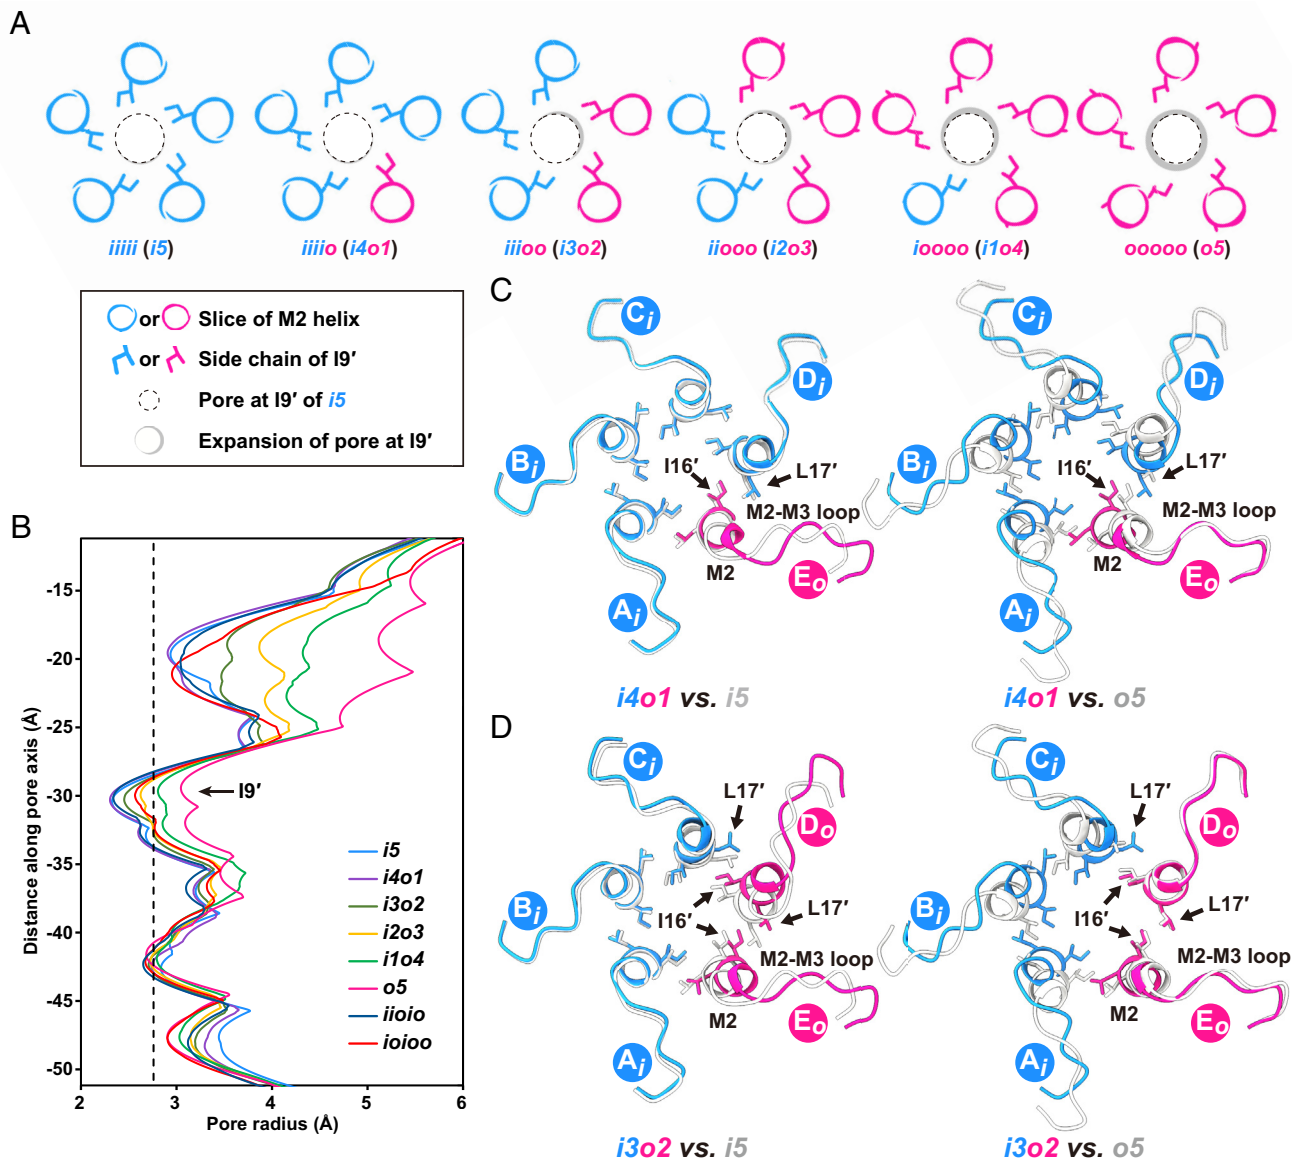 A
iiiii (i5)
iiiio (i4o1)
iiioo (i3o2)
iiooo (i2o3)
ioooo (i1o4)
ooooo (o5)
or Slice of M2 helix
or Side chain of I9′
Pore at I9′ of i5
Expansion of pore at I9′
B
-15
-20
-25
-30
-35
-40
-45
-50
Distance along pore axis (Å)
I9′
i5
i4o1
i3o2
i2o3
i1o4
o5
iioio
ioioo
2 3 4 5 6
Pore radius (Å)
C
Ci
Di
Bi
I16′
L17′
M2-M3 loop
M2
Eo
Ai
i4o1 vs. i5
Ci
Di
Bi
I16′
L17′
M2-M3 loop
M2
Eo
Ai
i4o1 vs. o5
D
Ci
L17′
Do
Bi
I16′
L17′
M2-M3 loop
M2
Eo
Ai
i3o2 vs. i5
Ci
L17′
Do
Bi
I16′
L17′
M2-M3 loop
M2
Eo
Ai
i3o2 vs. o5